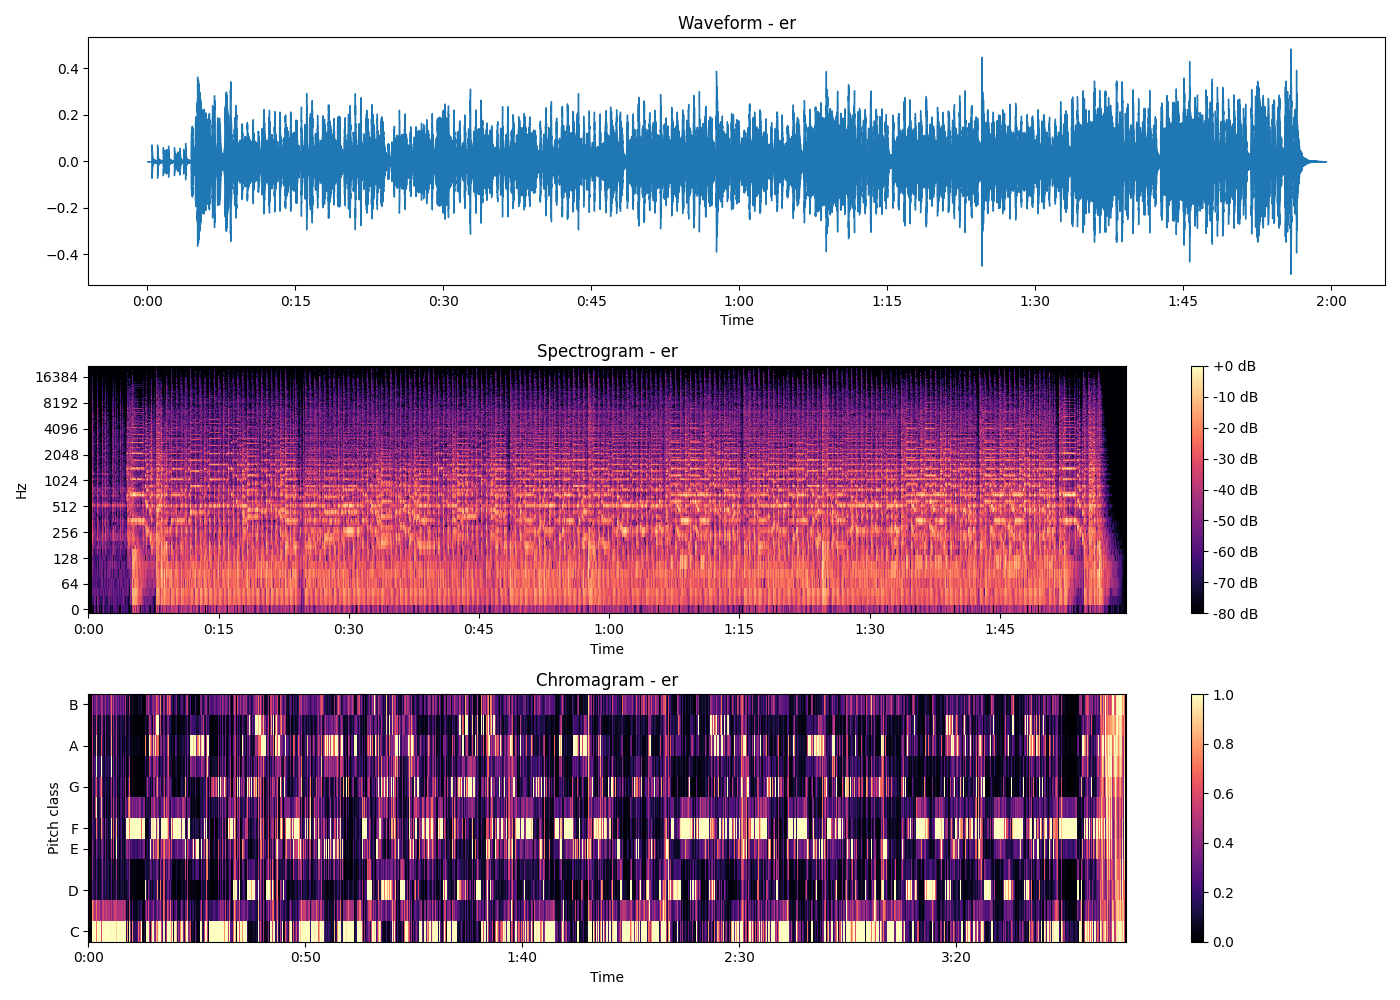 Waveform - er
0.4
0.2
0.0
−0.2
−0.4
0:00 0:15 0:30 0:45 1:00 1:15 1:30 1:45 2:00
Time
Spectrogram - er
16384
8192
4096
2048
1024
512
256
128
64
0
Hz
0:00 0:15 0:30 0:45 1:00 1:15 1:30 1:45
Time
+0 dB
-10 dB
-20 dB
-30 dB
-40 dB
-50 dB
-60 dB
-70 dB
-80 dB
Chromagram - er
B
A
G
F
E
D
C
Pitch class
0:00 0:50 1:40 2:30 3:20
Time
1.0
0.8
0.6
0.4
0.2
0.0